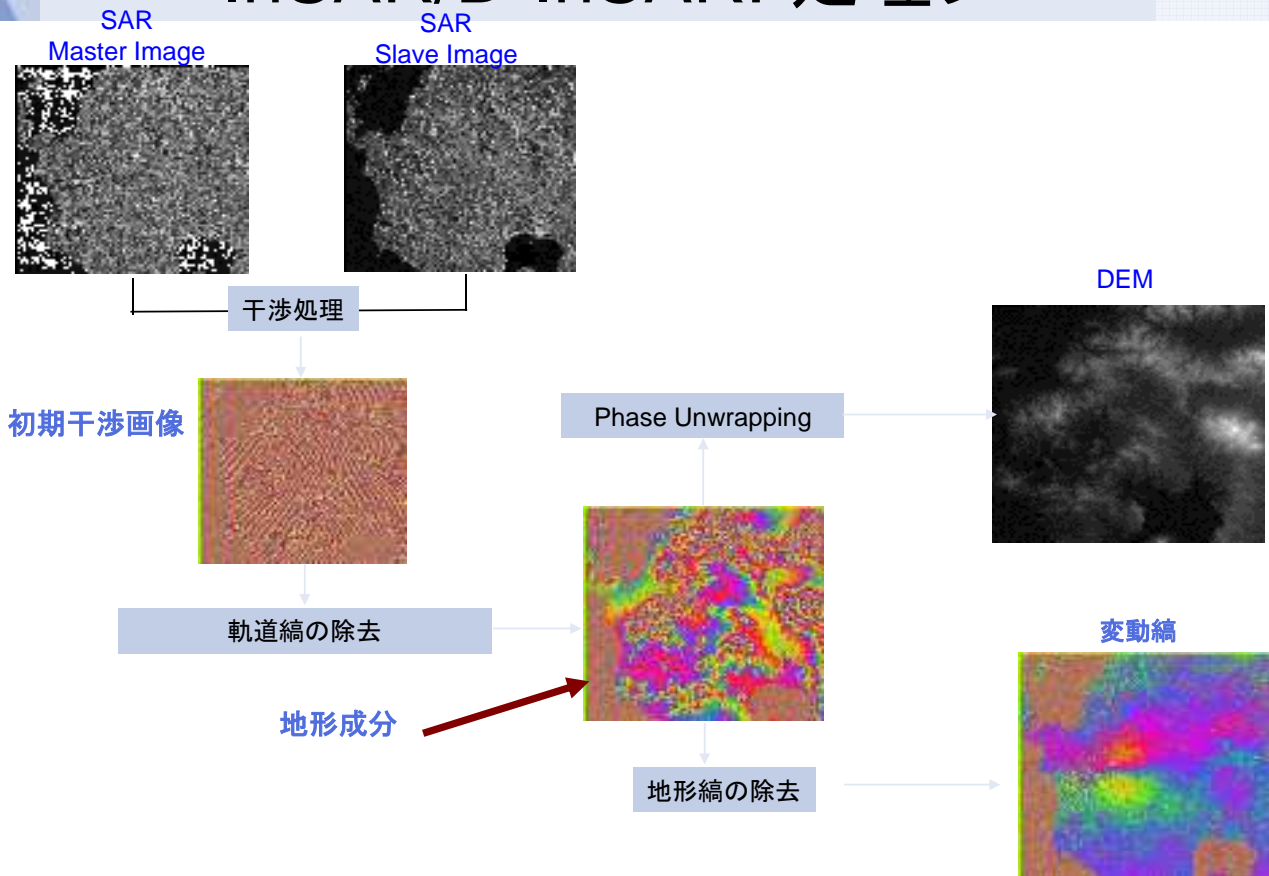 SAR
Master Image
SAR
Slave Image
干渉処理
DEM
初期干渉画像
Phase Unwrapping
軌道縞の除去
変動縞
地形成分
地形縞の除去